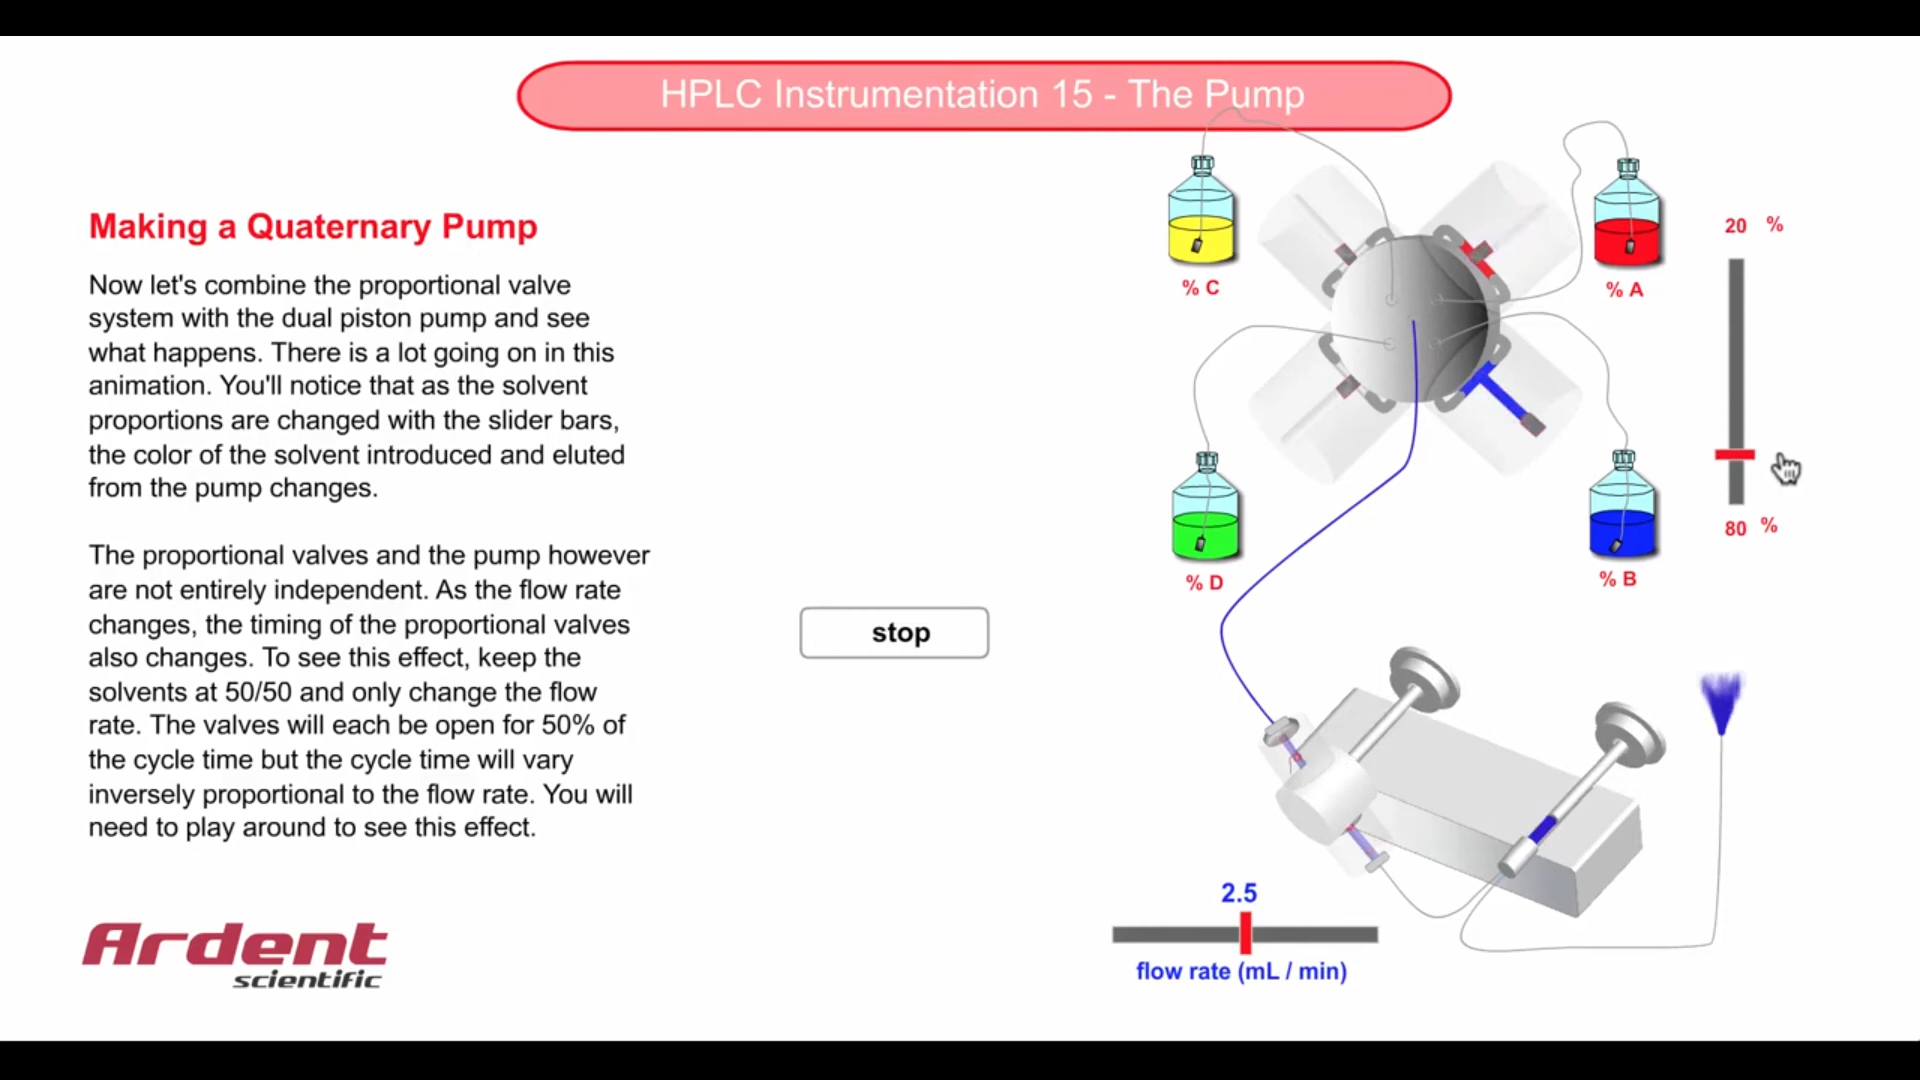 HPLC Instrumentation 15 - The Pump
Making a Quaternary Pump
Now let's combine the proportional valve
system with the dual piston pump and see
what happens. There is a lot going on in this
animation. You'll notice that as the solvent
proportions are changed with the slider bars,
the color of the solvent introduced and eluted
from the pump changes.
The proportional valves and the pump however
are not entirely independent. As the flow rate
changes, the timing of the proportional valves
also changes. To see this effect, keep the
solvents at 50/50 and only change the flow
rate. The valves will each be open for 50% of
the cycle time but the cycle time will vary
inversely proportional to the flow rate. You will
need to play around to see this effect.
Ardent
scientific
stop
% C
% A
20 %
% D
% B
80 %
2.5
flow rate (mL / min)